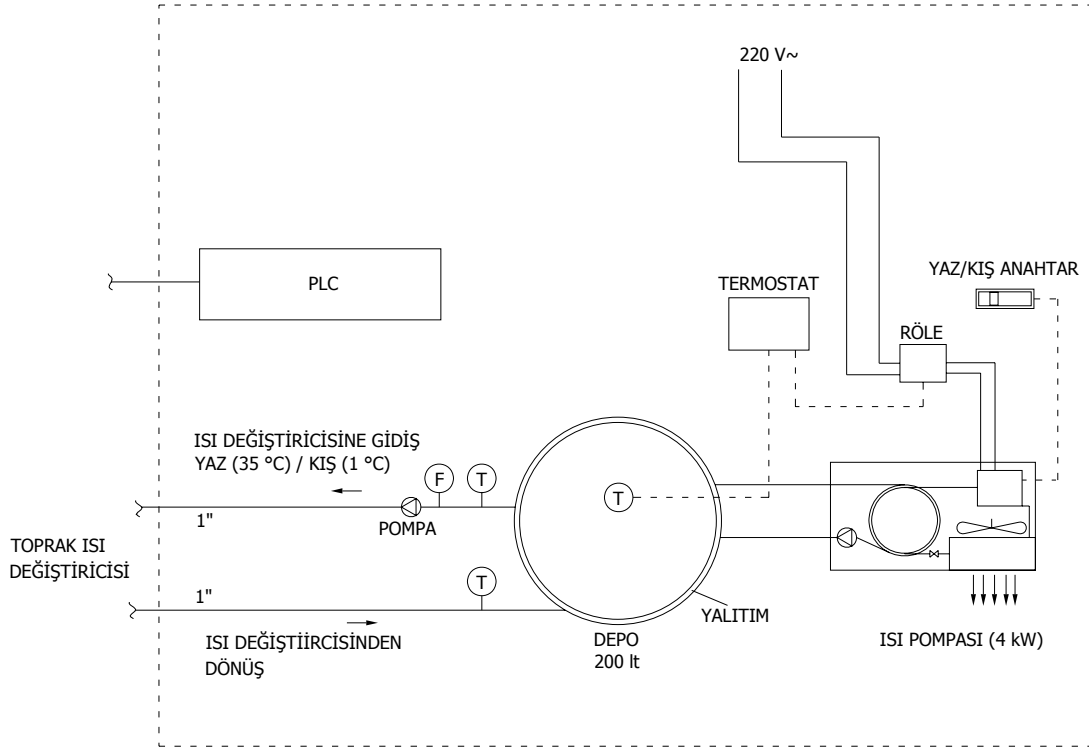 220 V~
YAZ/KIŞ ANAHTAR
PLC
TERMOSTAT
RÖLE
ISI DEĞİŞTİRİCİSİNE GİDİŞ
YAZ (35 °C) / KIŞ (1 °C)
F
T
T
1"
POMPA
TOPRAK ISI
DEĞİŞTİRİCİSİ
T
1"
YALITIM
ISI DEĞİŞTİİRCİSİNDEN
DÖNÜŞ
DEPO
200 lt
ISI POMPASI (4 kW)